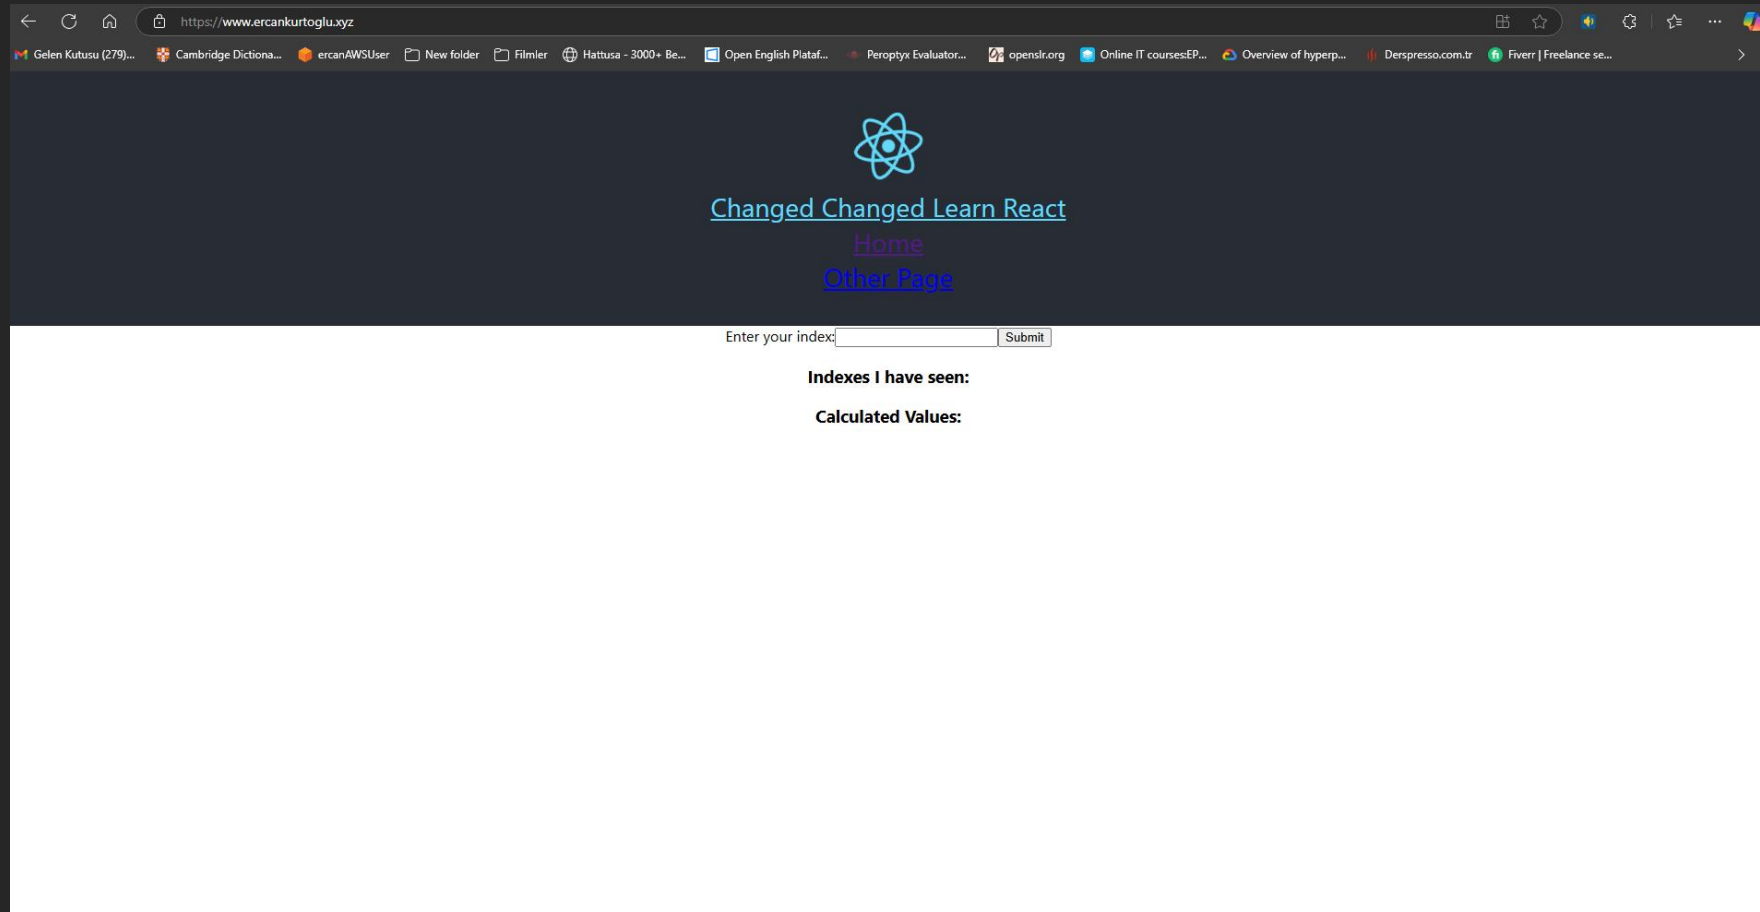 https://www.ercankurtoglu.xyz
Gelen Kutusu (279)... Cambridge Dictiona... ercanAWSUser New folder Filmler Hattusa - 3000+ Be... Open English Plataf... Peroptyx Evaluator... openslr.org Online IT courses:EP... Overview of hyperp... Derspresso.com.tr Fiverr | Freelance se...
Changed Changed Learn React
Home
Other Page
Enter your index: Submit
Indexes I have seen:
Calculated Values: